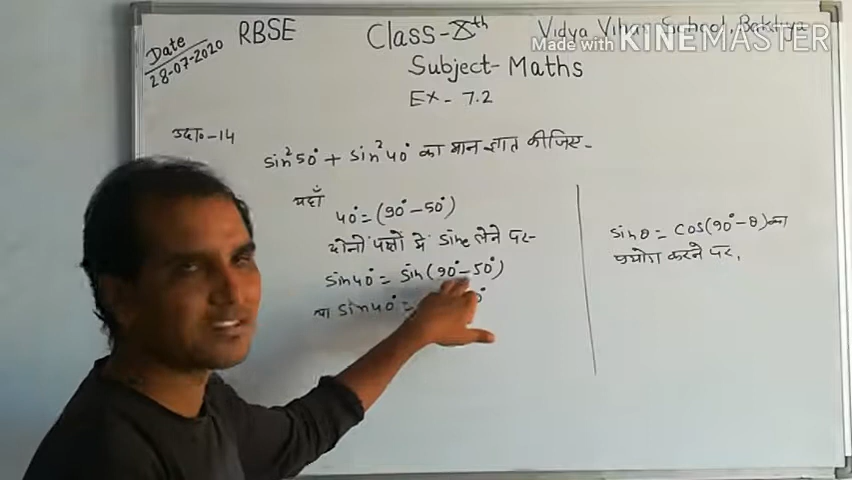 Date
28-07-2020
RBSE
Class-Xth
Vidya Vihar School, Bakshya
Made with KINEMASTER
Subject-Maths
Ex - 7.2
उदा०-14
sin²50° + sin²40° का मान ज्ञात कीजिए-
यहाँ
40° = (90° - 50°)
दोनों पक्षों में sine लेने पर-
sin40° = sin(90° - 50°)
या sin40° =
sinθ = cos(90° - θ) का
प्रयोग करने पर,